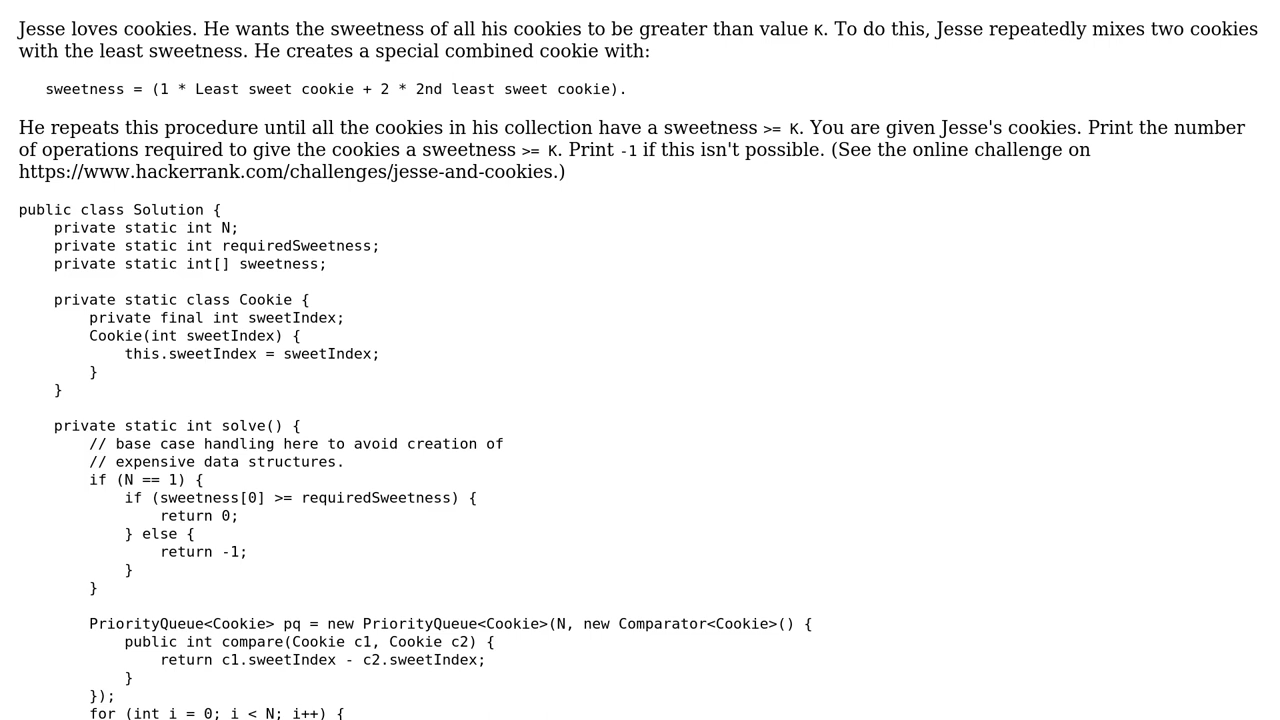 Jesse loves cookies. He wants the sweetness of all his cookies to be greater than value K. To do this, Jesse repeatedly mixes two cookies
with the least sweetness. He creates a special combined cookie with:
sweetness = (1 * Least sweet cookie + 2 * 2nd least sweet cookie).
He repeats this procedure until all the cookies in his collection have a sweetness >= K. You are given Jesse's cookies. Print the number
of operations required to give the cookies a sweetness >= K. Print -1 if this isn't possible. (See the online challenge on
https://www.hackerrank.com/challenges/jesse-and-cookies.)
public class Solution {
    private static int N;
    private static int requiredSweetness;
    private static int[] sweetness;
    private static class Cookie {
        private final int sweetIndex;
        Cookie(int sweetIndex) {
            this.sweetIndex = sweetIndex;
        }
    }
    private static int solve() {
        // base case handling here to avoid creation of
        // expensive data structures.
        if (N == 1) {
            if (sweetness[0] >= requiredSweetness) {
                return 0;
            } else {
                return -1;
            }
        }
        PriorityQueue<Cookie> pq = new PriorityQueue<Cookie>(N, new Comparator<Cookie>() {
            public int compare(Cookie c1, Cookie c2) {
                return c1.sweetIndex - c2.sweetIndex;
            }
        });
        for (int i = 0; i < N; i++) {